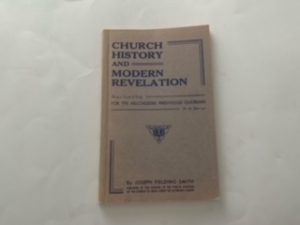 CHURCH
HISTORY
AND
MODERN
REVELATION
FOR THE MELCHIZEDEK PRIESTHOOD QUORUMS
By JOSEPH FIELDING SMITH